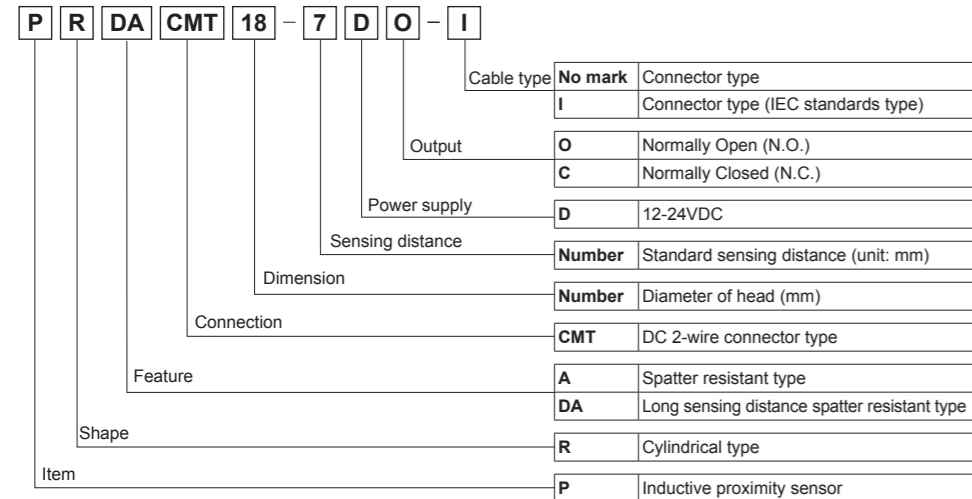 P R DA CMT 18 - 7 D O - I
Cable type No mark Connector type
I Connector type (IEC standards type)
Output O Normally Open (N.O.)
C Normally Closed (N.C.)
Power supply D 12-24VDC
Sensing distance Number Standard sensing distance (unit: mm)
Dimension Number Diameter of head (mm)
Connection CMT DC 2-wire connector type
Feature A Spatter resistant type
DA Long sensing distance spatter resistant type
Shape R Cylindrical type
Item P Inductive proximity sensor